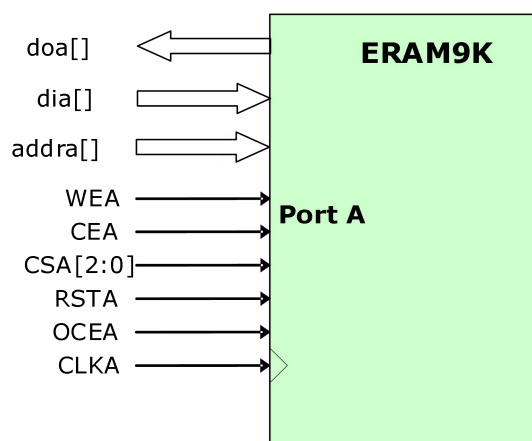 doa[]
ERAM9K
dia[]
addra[]
WEA
Port A
CEA
CSA[2:0]
RSTA
OCEA
CLKA